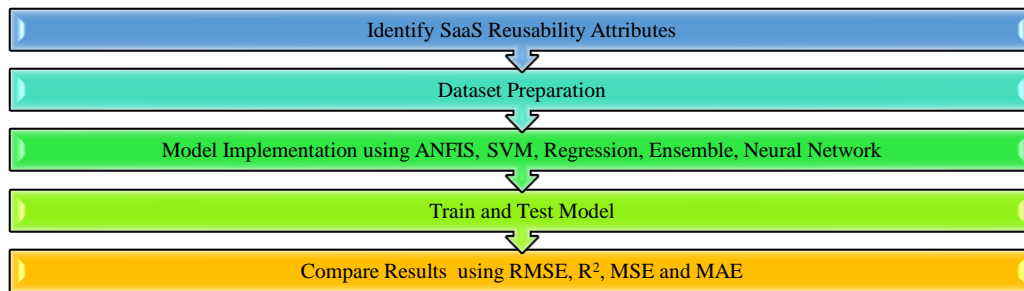 Identify SaaS Reusability Attributes
Dataset Preparation
Model Implementation using ANFIS, SVM, Regression, Ensemble, Neural Network
Train and Test Model
Compare Results using RMSE, R², MSE and MAE